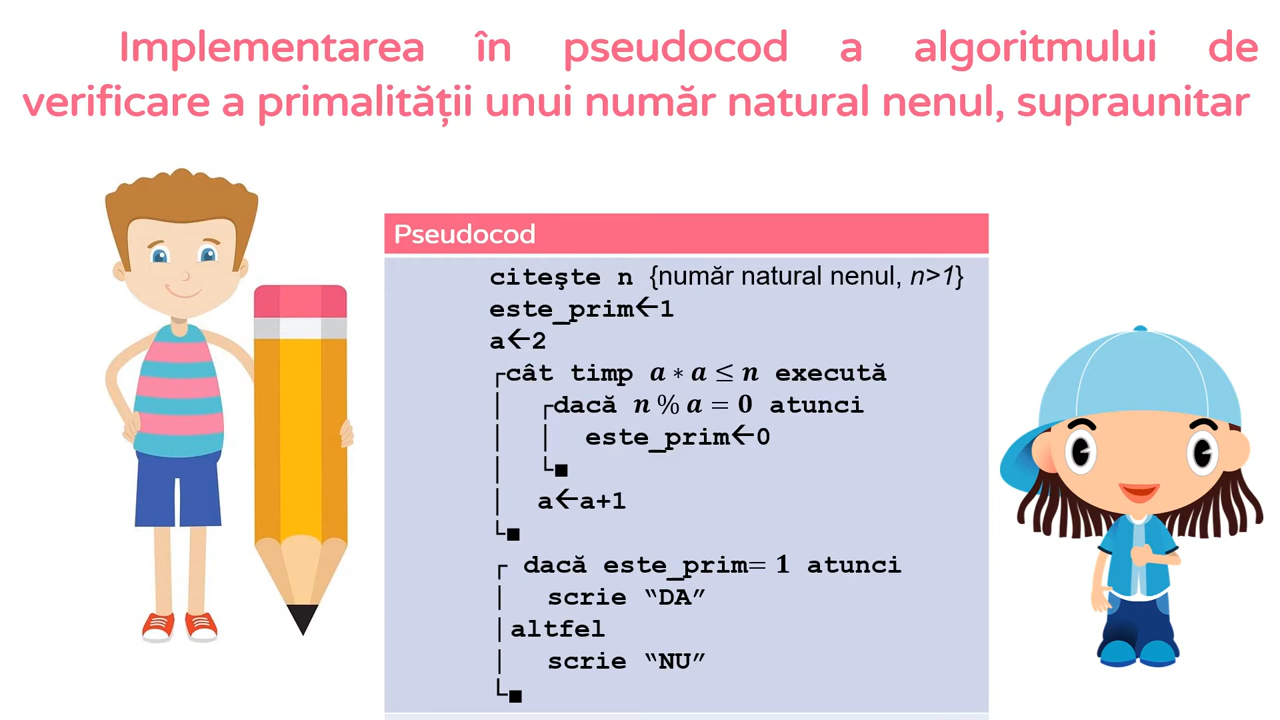 Implementarea în pseudocod a algoritmului de
verificare a primalității unui număr natural nenul, supraunitar
Pseudocod
citeşte n {număr natural nenul, n>1}
este_prim←1
a←2
┌cât timp a ∗ a ≤ n execută
│ ┌dacă n % a = 0 atunci
│ │ este_prim←0
│ └■
│ a←a+1
└■
┌ dacă este_prim= 1 atunci
│ scrie “DA”
│altfel
│ scrie “NU”
└■